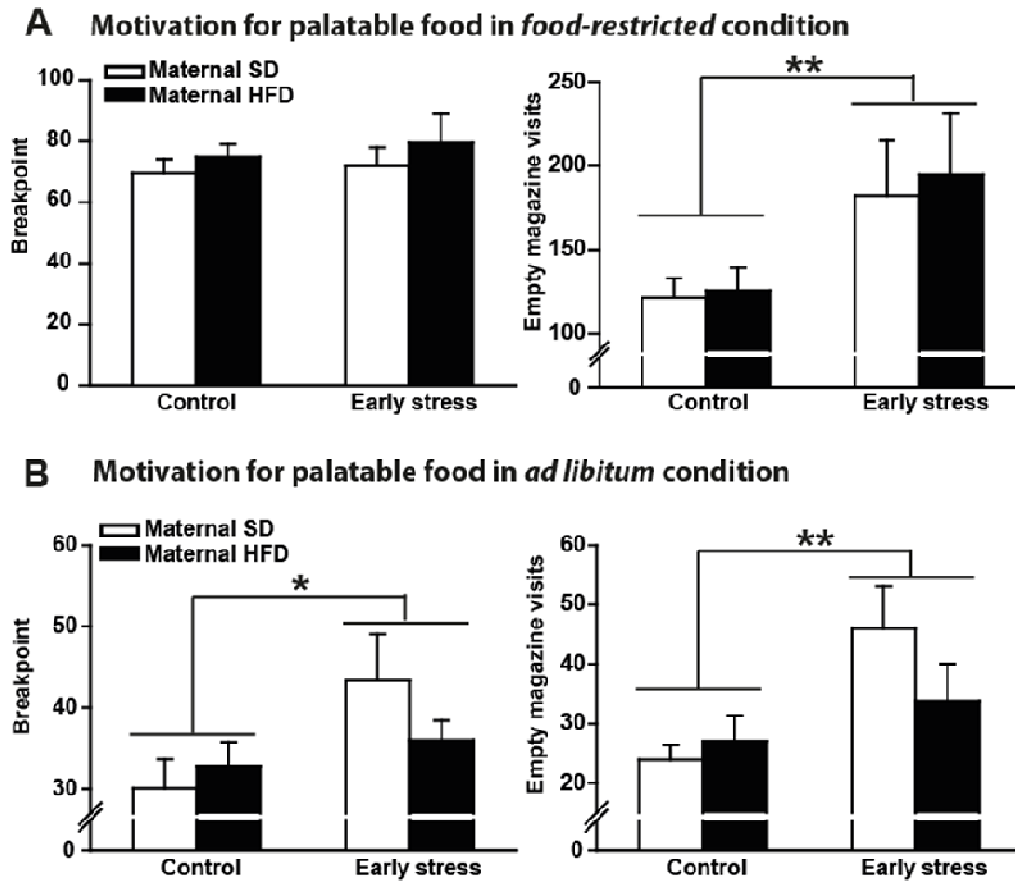 A Motivation for palatable food in food-restricted condition
Maternal SD
Maternal HFD
Breakpoint
100
80
60
40
20
0
Control
Early stress
**
Empty magazine visits
250
200
150
100
0
Control
Early stress
B Motivation for palatable food in ad libitum condition
Maternal SD
Maternal HFD
Breakpoint
60
50
40
30
0
*
Control
Early stress
**
Empty magazine visits
60
50
40
30
20
0
Control
Early stress